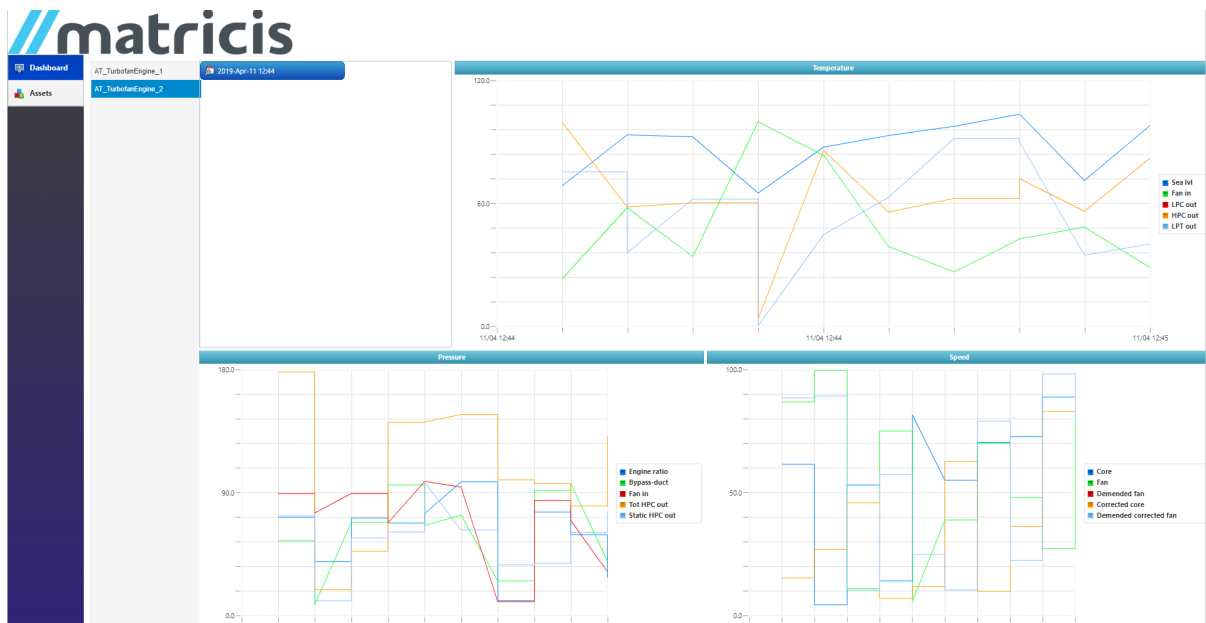 //matricis
Dashboard
Assets
AT_TurbofanEngine_1
AT_TurbofanEngine_2
2019-Apr-11 12:44
Temperature
120.0
60.0
0.0
11/04 12:44
11/04 12:44
11/04 12:45
Sea lvl
Fan in
LPC out
HPC out
LPT out
Pressure
180.0
90.0
0.0
Engine ratio
Bypass-duct
Fan in
Tot HPC out
Static HPC out
Speed
100.0
50.0
0.0
Core
Fan
Demended fan
Corrected core
Demended corrected fan